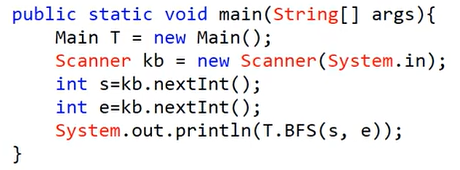 public static void main(String[] args){
    Main T = new Main();
    Scanner kb = new Scanner(System.in);
    int s=kb.nextInt();
    int e=kb.nextInt();
    System.out.println(T.BFS(s, e));
}